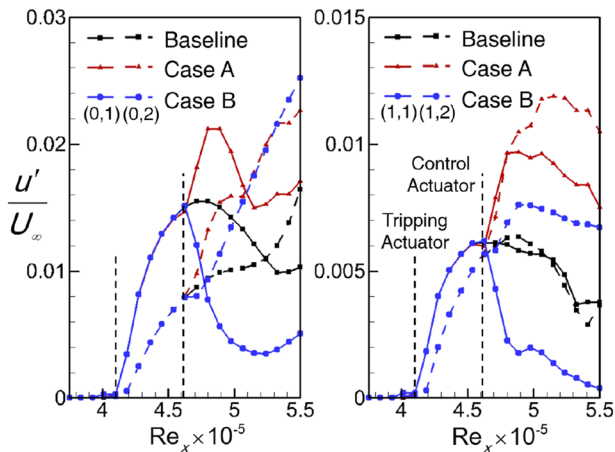 0.03
0.02
0.01
0
u'
U∞
Baseline
Case A
Case B
(0,1)(0,2)
4 4.5 5 5.5
Reₓ×10⁻⁵
0.015
0.010
0.005
0
Baseline
Case A
Case B
(1,1)(1,2)
Control
Actuator
Tripping
Actuator
4 4.5 5 5.5
Reₓ×10⁻⁵